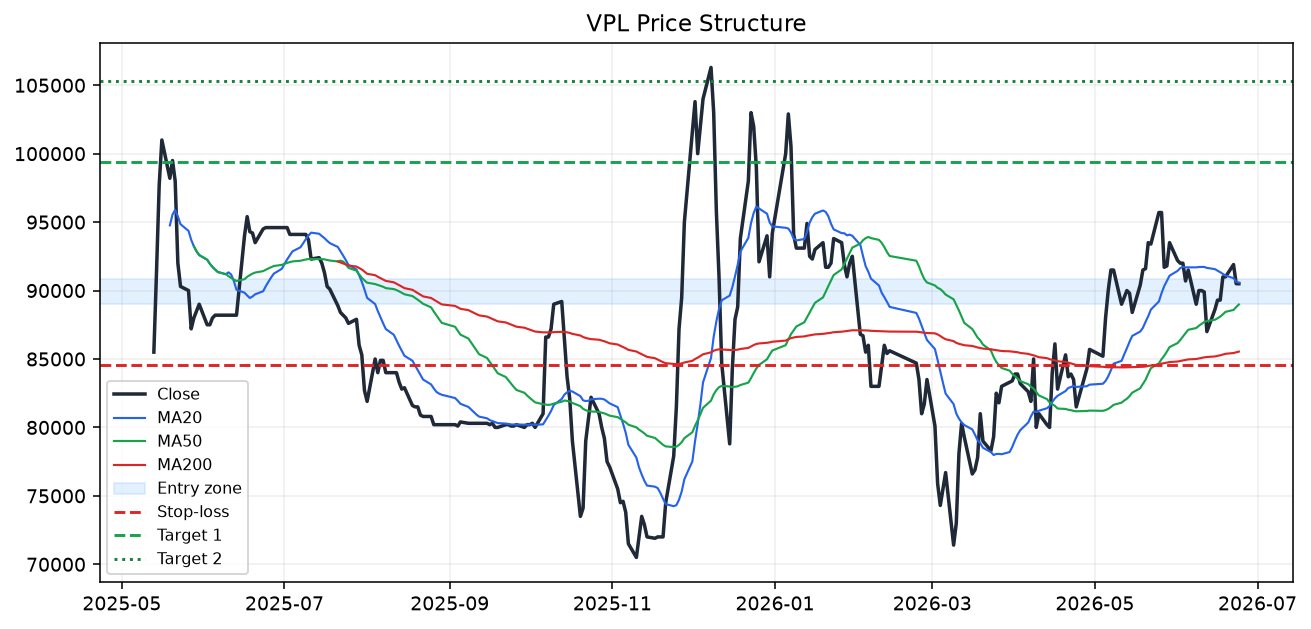 VPL Price Structure
105000
100000
95000
90000
85000
80000
75000
70000
Close
MA20
MA50
MA200
Entry zone
Stop-loss
Target 1
Target 2
2025-05
2025-07
2025-09
2025-11
2026-01
2026-03
2026-05
2026-07